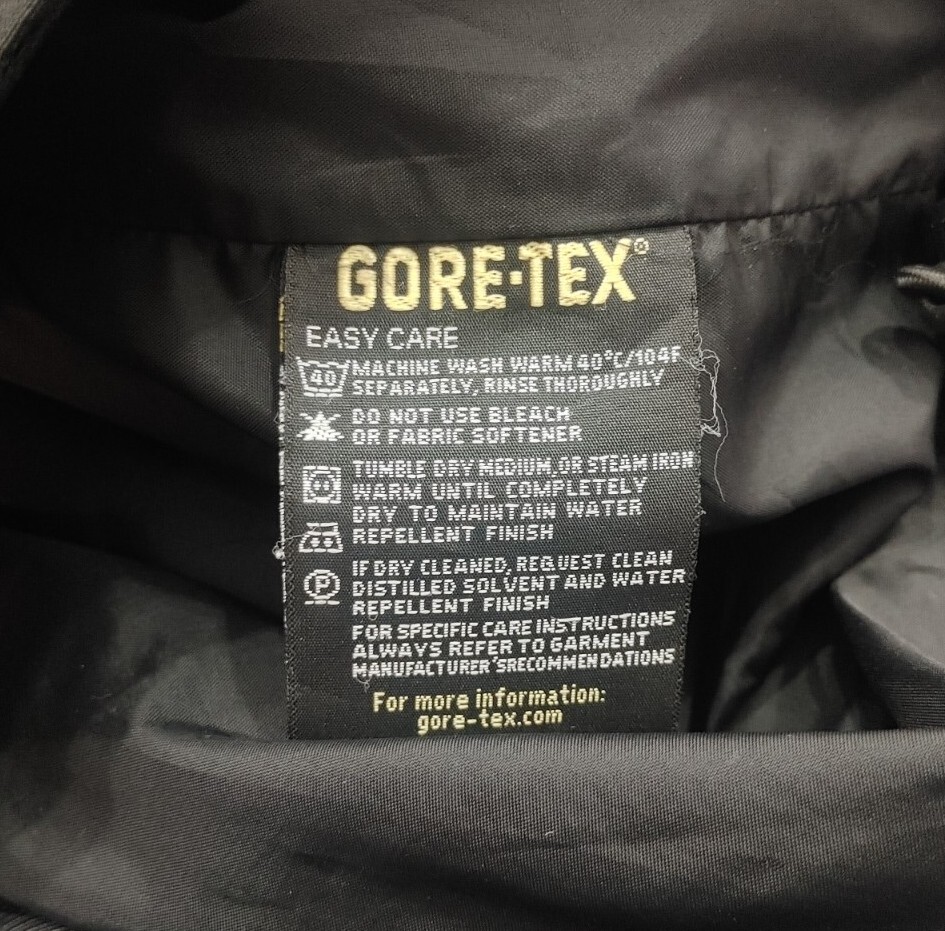 GORE-TEX®
EASY CARE
40 MACHINE WASH WARM 40°C/104F
SEPARATELY, RINSE THOROUGHLY
DO NOT USE BLEACH
OR FABRIC SOFTENER
TUMBLE DRY MEDIUM, OR STEAM IRON
WARM UNTIL COMPLETELY
DRY TO MAINTAIN WATER
REPELLENT FINISH
IF DRY CLEANED, REQUEST CLEAN
P DISTILLED SOLVENT AND WATER
REPELLENT FINISH
FOR SPECIFIC CARE INSTRUCTIONS
ALWAYS REFER TO GARMENT
MANUFACTURER'S RECOMMENDATIONS
For more information:
gore-tex.com